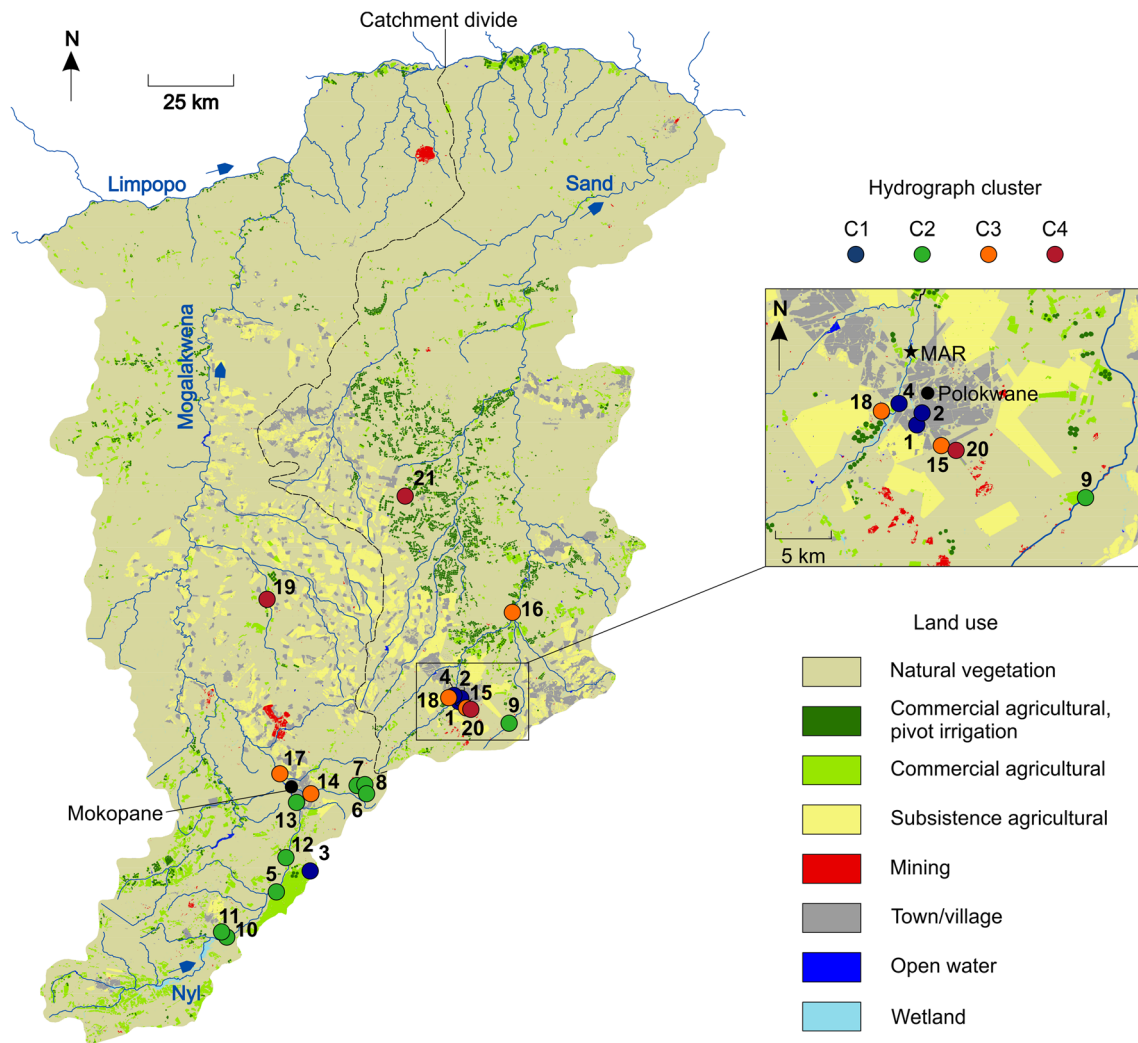 Catchment divide
N
25 km
Limpopo
Sand
Mogalakwena
21
19
16
4 2
18 15
1 20
9
17
7
8
14
6
Mokopane
13
12
3
5
11
10
Nyl
Hydrograph cluster
C1 C2 C3 C4
N
MAR
4
Polokwane
18
2
1
15
20
9
5 km
Land use
Natural vegetation
Commercial agricultural,
pivot irrigation
Commercial agricultural
Subsistence agricultural
Mining
Town/village
Open water
Wetland